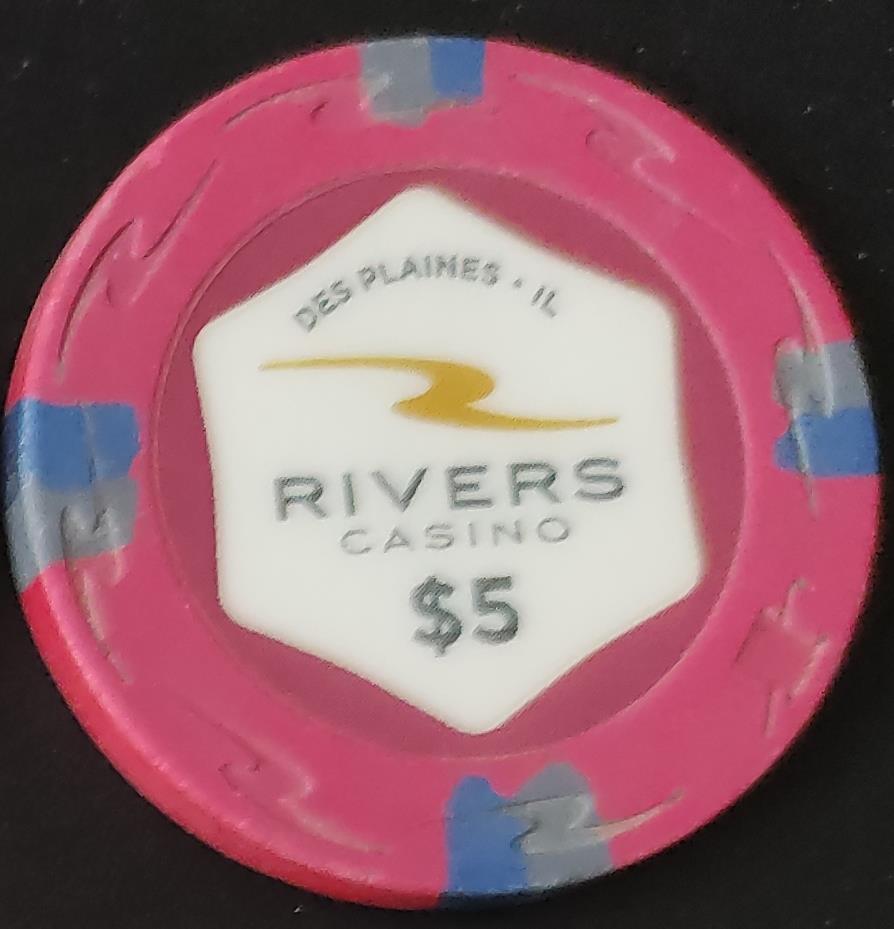 DES PLAINES • IL
RIVERS
CASINO
$5